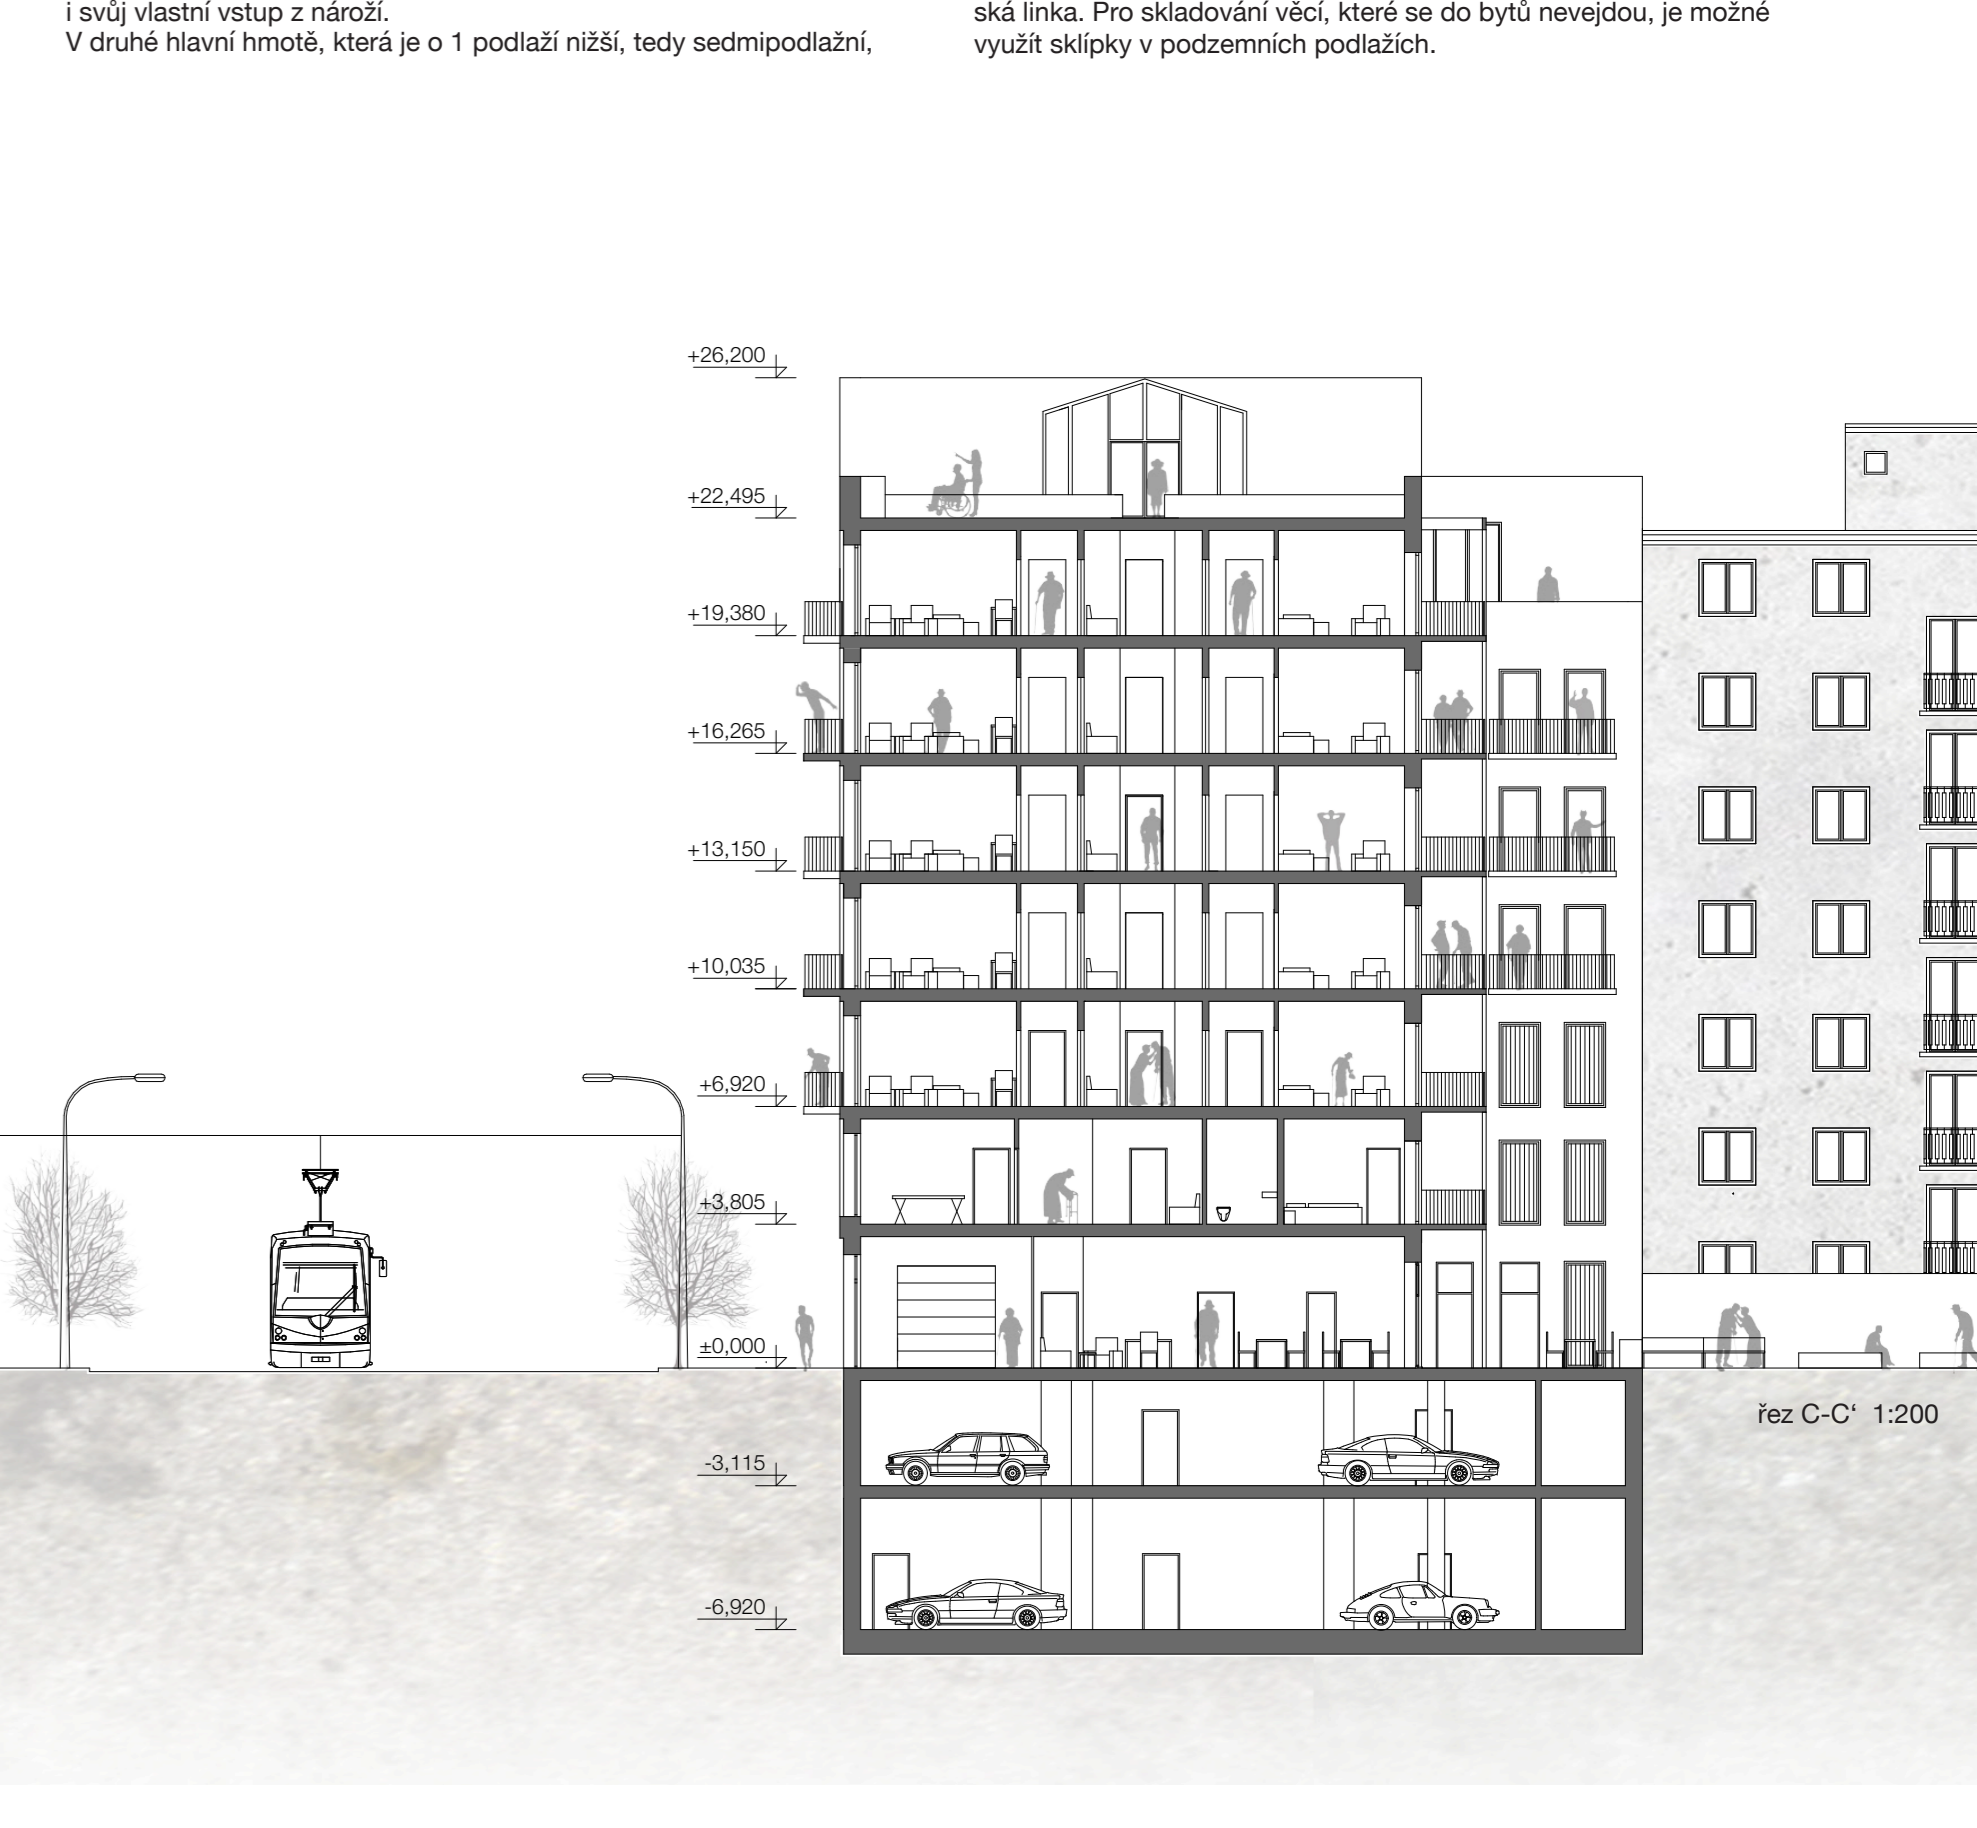 i svůj vlastní vstup z nároží.
V druhé hlavní hmotě, která je o 1 podlaží nižší, tedy sedmipodlažní,
ská linka. Pro skladování věcí, které se do bytů nevejdou, je možné
využít sklípky v podzemních podlažích.
+26,200
+22,495
+19,380
+16,265
+13,150
+10,035
+6,920
+3,805
±0,000
řez C-C‘ 1:200
-3,115
-6,920